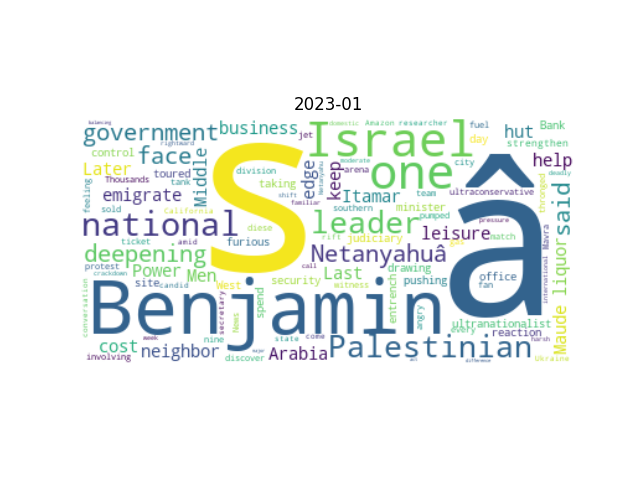 2023-01
balancing
domestic
Amazon researcher
fuel
Bank
government
business
jet
Israel
day
hut
strengthen
rightward
control
face
Middle
S
edge
keep
moderate
arena
one
city
help
Later
Thousands
toured
division
taking
Netanyahu
Itamar
team
ultraconservative
deadly
feeling
emigrate
tank
shift
familiar
minister
thronged
said
sold
California
national
diese
leader
pumped
pressure
leisure
â
ticket
furious
rift
judiciary
gas
match
Mavra
protest
amid
deepening
Netanyahuâ
crackdown
call
Power
Men
Last
drawing
office
fan
international
liquor
site
candid
West
security
witness
pushing
conversation
secretary
spend
entrench
angry
Benjamin
ultranationalist
Maude
cost
News
nine
state
come
every
reaction
harsh
week
neighbor
discover
Arabia
Palestinian
Ukraine
involving
major
in
difference